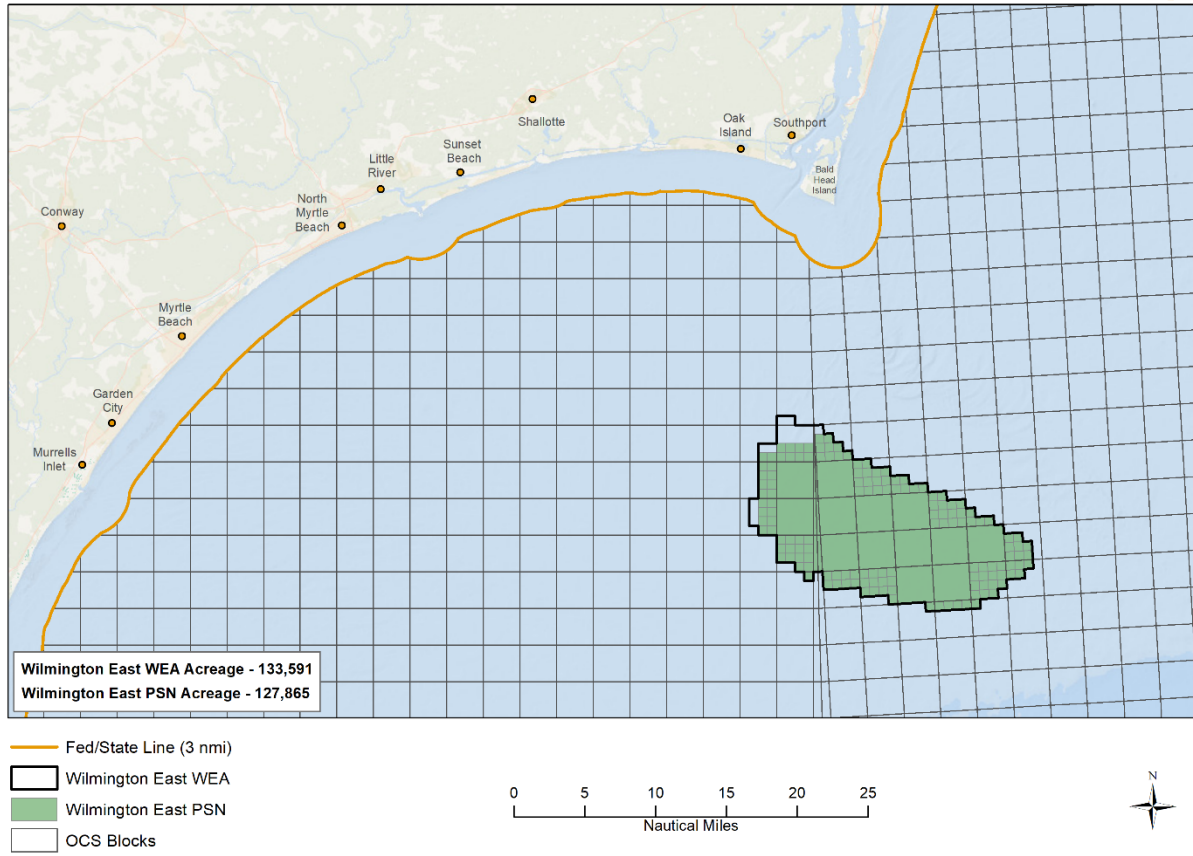 Shallotte
Oak
Island
Southport
Sunset
Beach
Little
River
Bald
Head
Island
North
Myrtle
Beach
Conway
Myrtle
Beach
Garden
City
Murrells
Inlet
Wilmington East WEA Acreage - 133,591
Wilmington East PSN Acreage - 127,865
Fed/State Line (3 nmi)
Wilmington East WEA
Wilmington East PSN
OCS Blocks
0 5 10 15 20 25
Nautical Miles
N